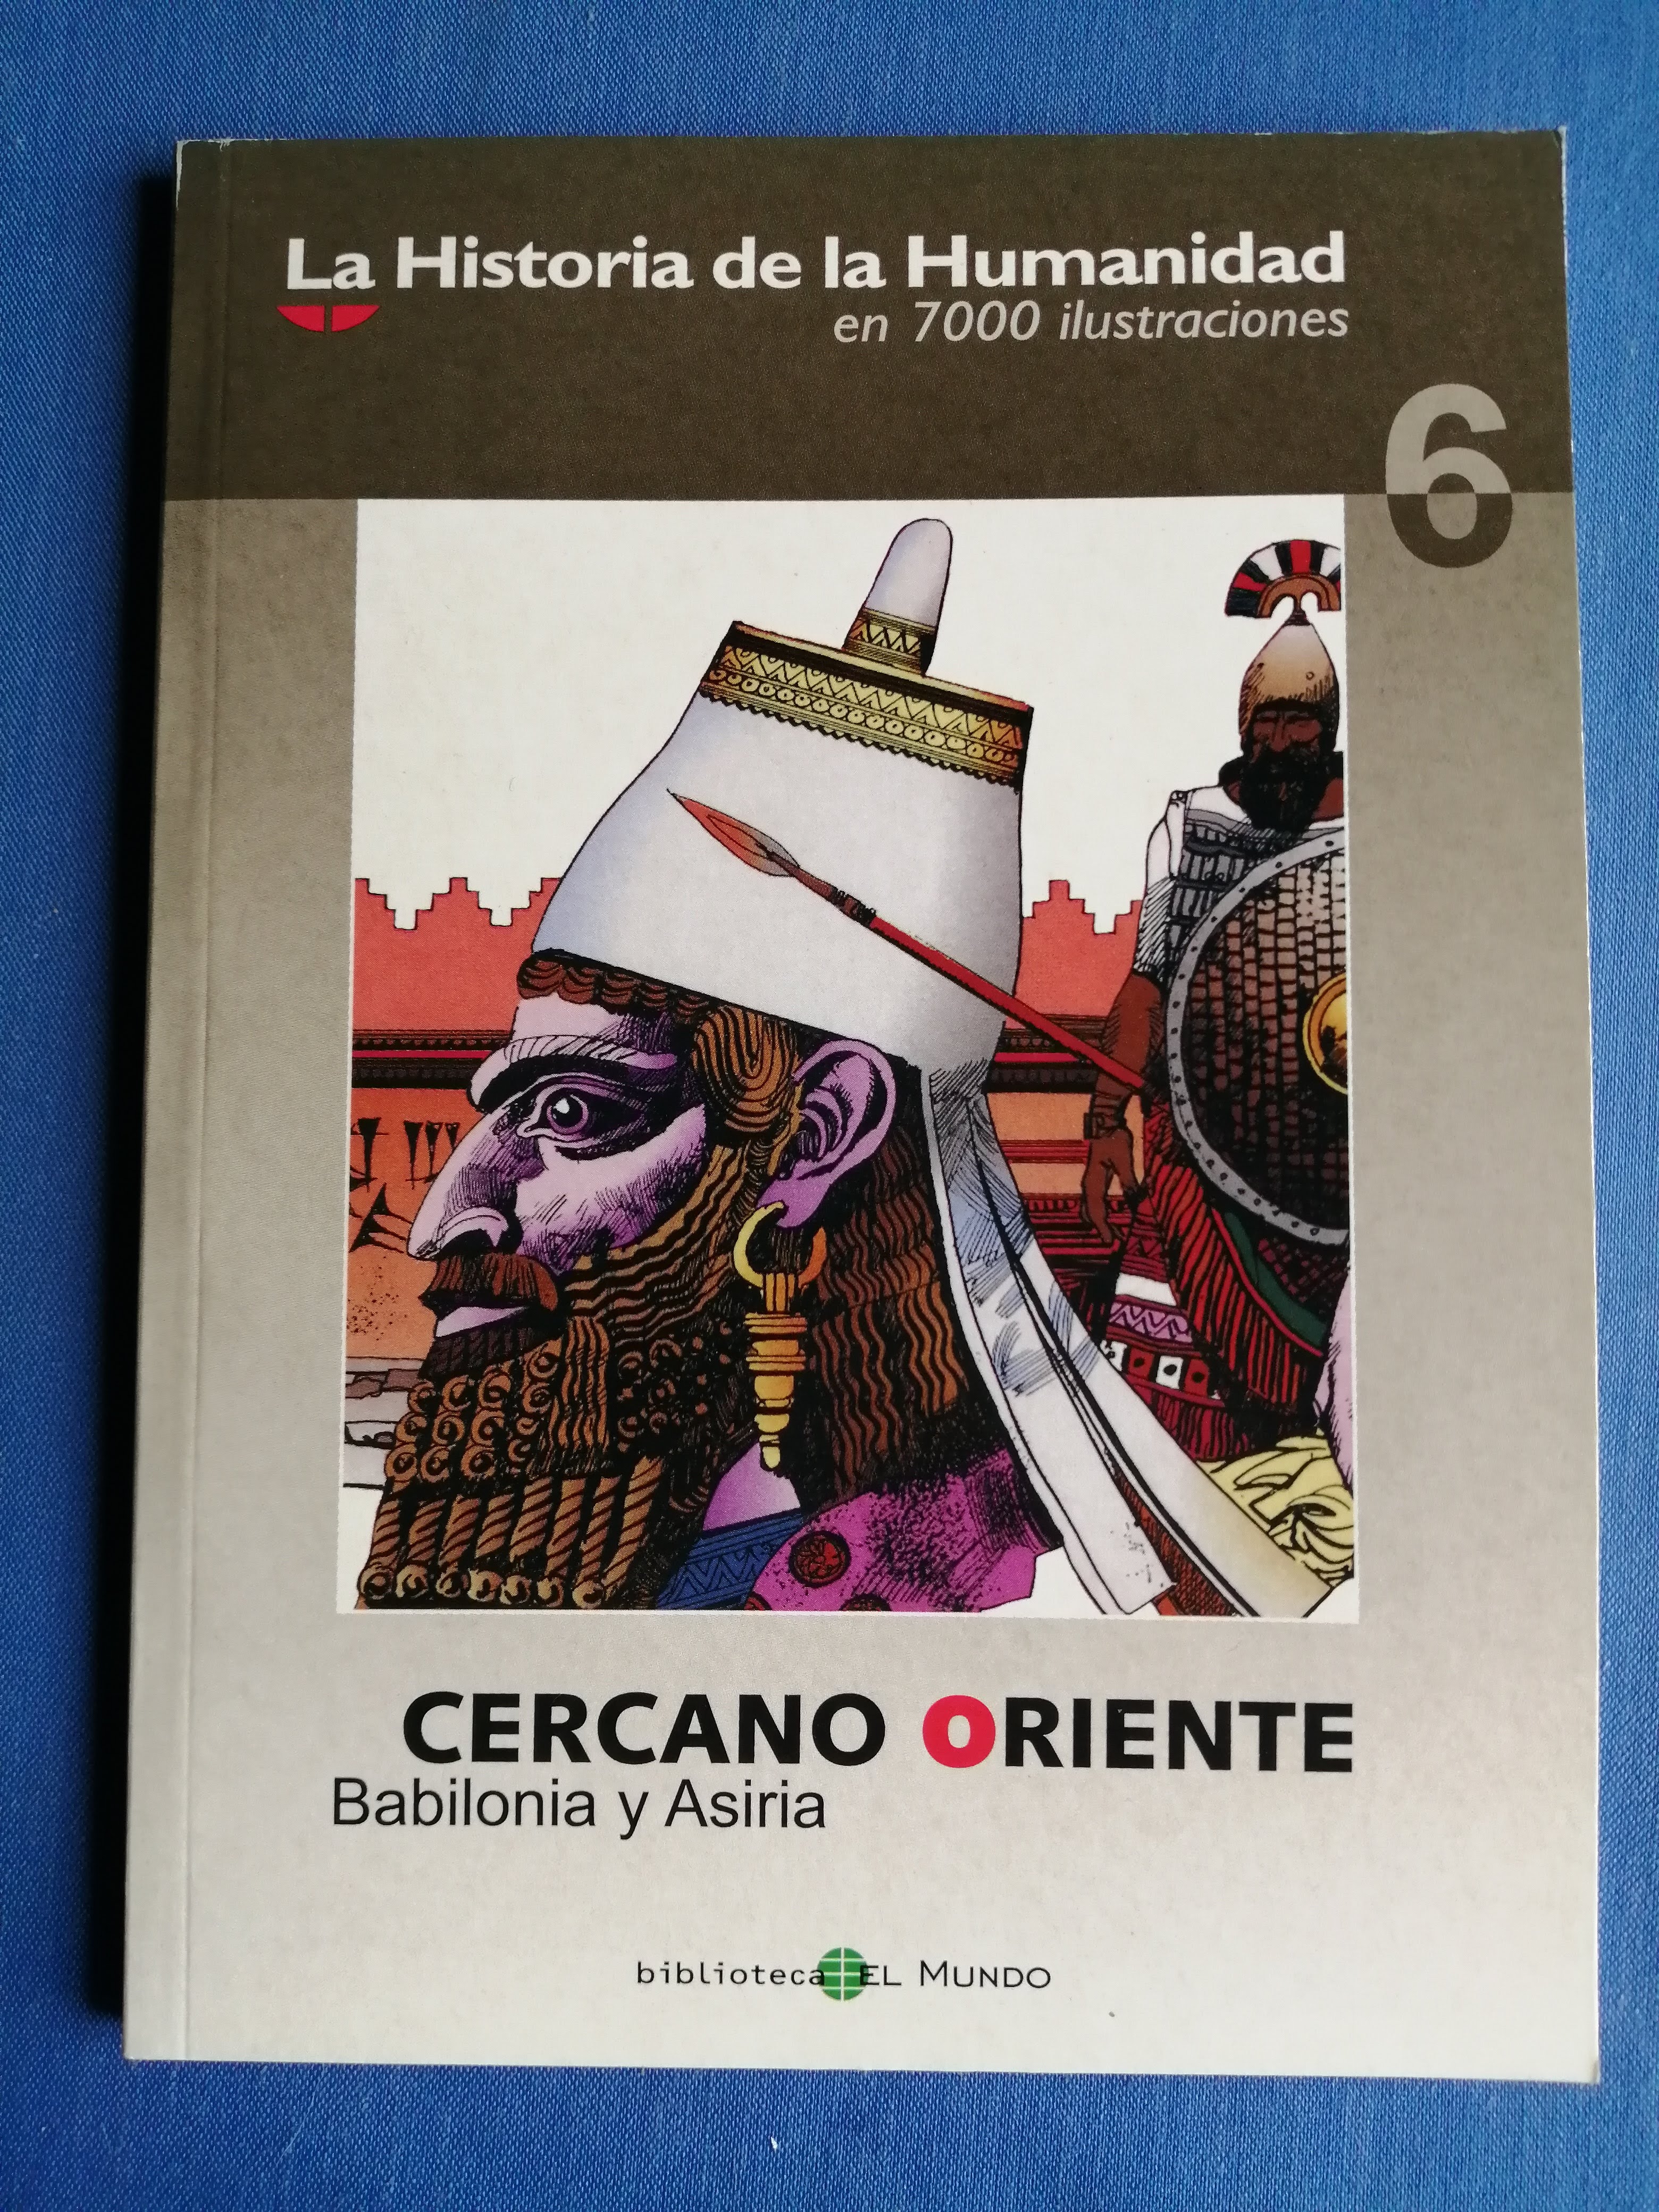 La Historia de la Humanidad
en 7000 ilustraciones
6
CERCANO ORIENTE
Babilonia y Asiria
biblioteca EL MUNDO